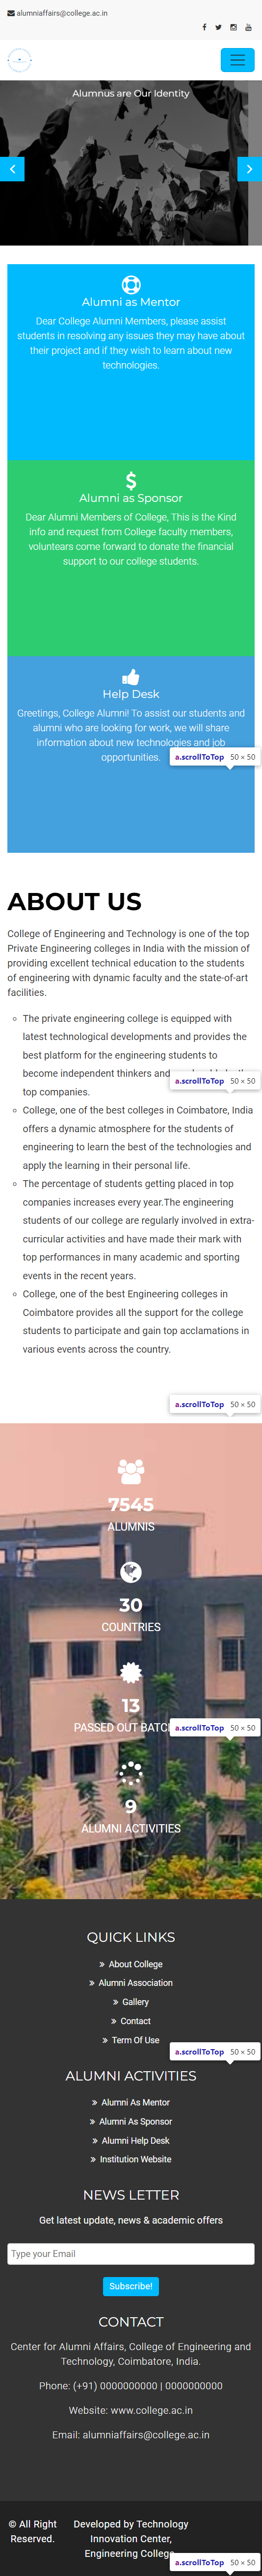 alumniaffairs@college.ac.in
Alumnus are Our Identity
Alumni as Mentor
Dear College Alumni Members, please assist
students in resolving any issues they may have about
their project and if they wish to learn about new
technologies.
Alumni as Sponsor
Dear Alumni Members of College, This is the Kind
info and request from College faculty members,
voluntears come forward to donate the financial
support to our college students.
Help Desk
Greetings, College Alumni! To assist our students and
alumni who are looking for work, we will share
information about new technologies and job
opportunities.
a.scrollToTop 50 × 50
ABOUT US
College of Engineering and Technology is one of the top
Private Engineering colleges in India with the mission of
providing excellent technical education to the students
of engineering with dynamic faculty and the state-of-art
facilities.
The private engineering college is equipped with
latest technological developments and provides the
best platform for the engineering students to
become independent thinkers and
a.scrollToTop 50 × 50
top companies.
College, one of the best colleges in Coimbatore, India
offers a dynamic atmosphere for the students of
engineering to learn the best of the technologies and
apply the learning in their personal life.
The percentage of students getting placed in top
companies increases every year.The engineering
students of our college are regularly involved in extra-
curricular activities and have made their mark with
top performances in many academic and sporting
events in the recent years.
College, one of the best Engineering colleges in
Coimbatore provides all the support for the college
students to participate and gain top acclamations in
various events across the country.
a.scrollToTop 50 × 50
7545
ALUMNIS
30
COUNTRIES
13
PASSED OUT BATC
a.scrollToTop 50 × 50
9
ALUMNI ACTIVITIES
QUICK LINKS
» About College
» Alumni Association
» Gallery
» Contact
» Term Of Use
a.scrollToTop 50 × 50
ALUMNI ACTIVITIES
» Alumni As Mentor
» Alumni As Sponsor
» Alumni Help Desk
» Institution Website
NEWS LETTER
Get latest update, news & academic offers
Type your Email
Subscribe!
CONTACT
Center for Alumni Affairs, College of Engineering and
Technology, Coimbatore, India.
Phone: (+91) 0000000000 | 0000000000
Website: www.college.ac.in
Email: alumniaffairs@college.ac.in
© All Right
Reserved.
Developed by Technology
Innovation Center,
Engineering College
a.scrollToTop 50 × 50